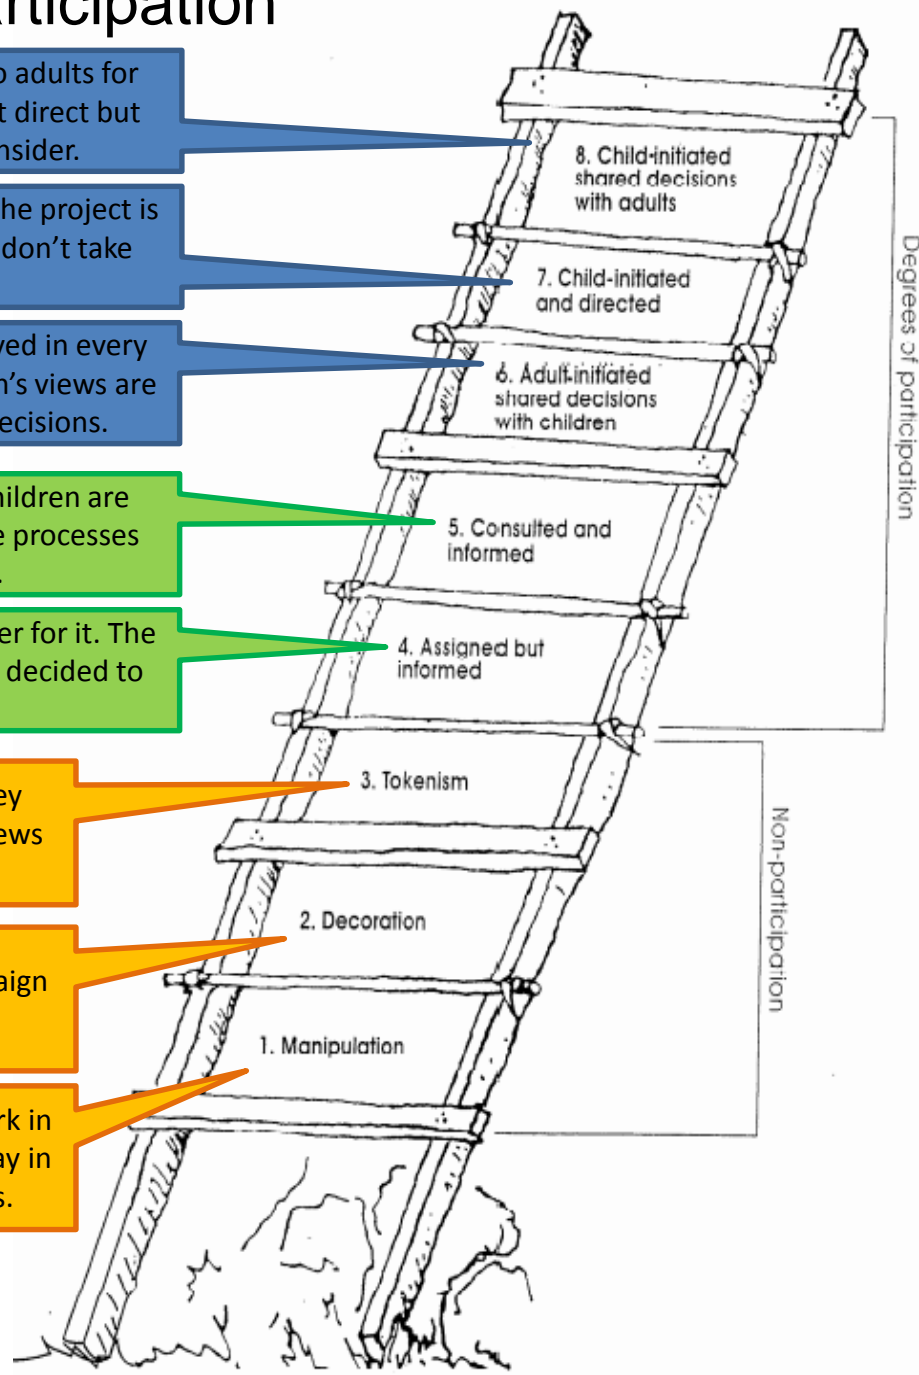 articipation
o adults for
t direct but
nsider.
he project is
don't take
ved in every
n's views are
ecisions.
hildren are
e processes
.
er for it. The
decided to
ey
ews
aign
rk in
ay in
s.
8. Child-initiated
shared decisions
with adults
7. Child-initiated
and directed
6. Adult-initiated
shared decisions
with children
5. Consulted and
informed
4. Assigned but
informed
3. Tokenism
2. Decoration
1. Manipulation
Degrees of participation
Non-participation